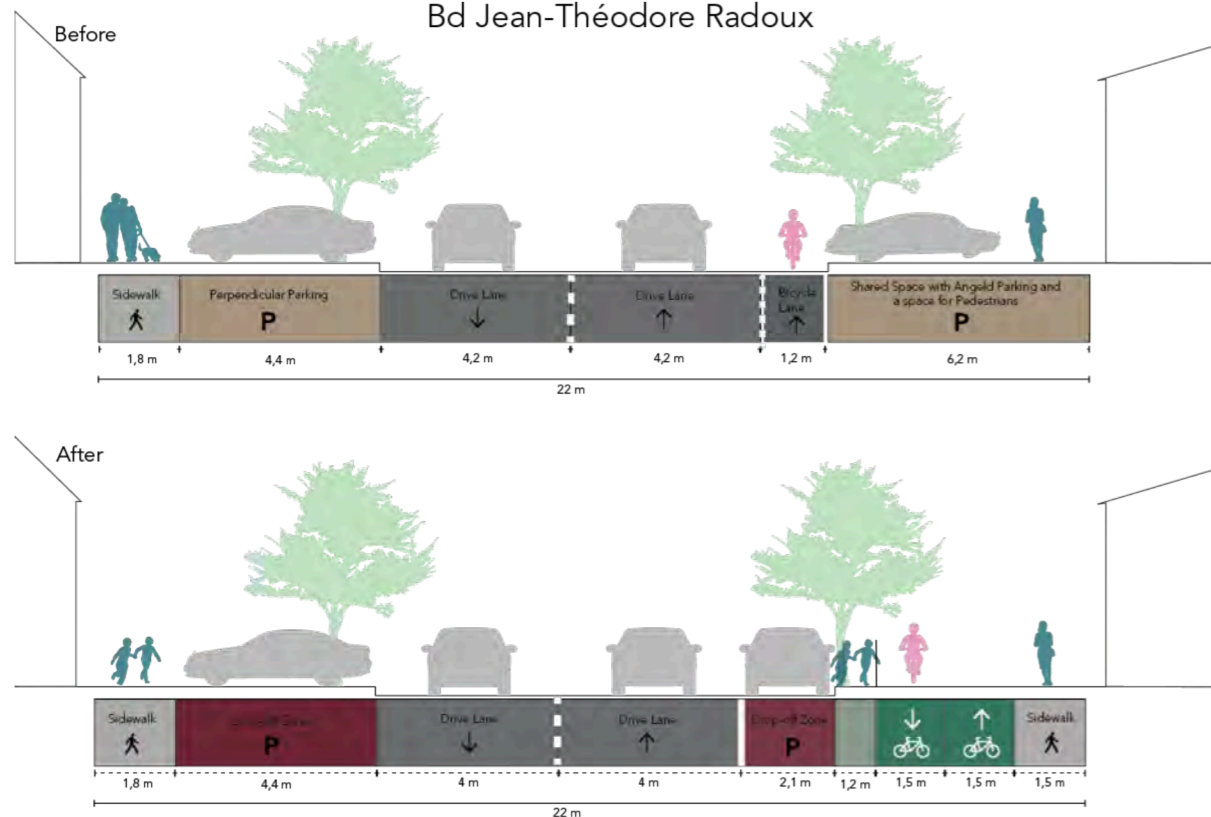 Bd Jean-Théodore Radoux
Before
Sidewalk
Perpendicular Parking
P
Drive Lane
Drive Lane
Bicycle
Lane
Shared Space with Angeld Parking and
a space for Pedestrians
P
1,8 m
4,4 m
4,2 m
4,2 m
1,2 m
6,2 m
22 m
After
Sidewalk
P
Drive Lane
Drive Lane
Drop-off Zone
P
Sidewalk
1,8 m
4,4 m
4 m
4 m
2,1 m
1,2 m
1,5 m
1,5 m
1,5 m
22 m